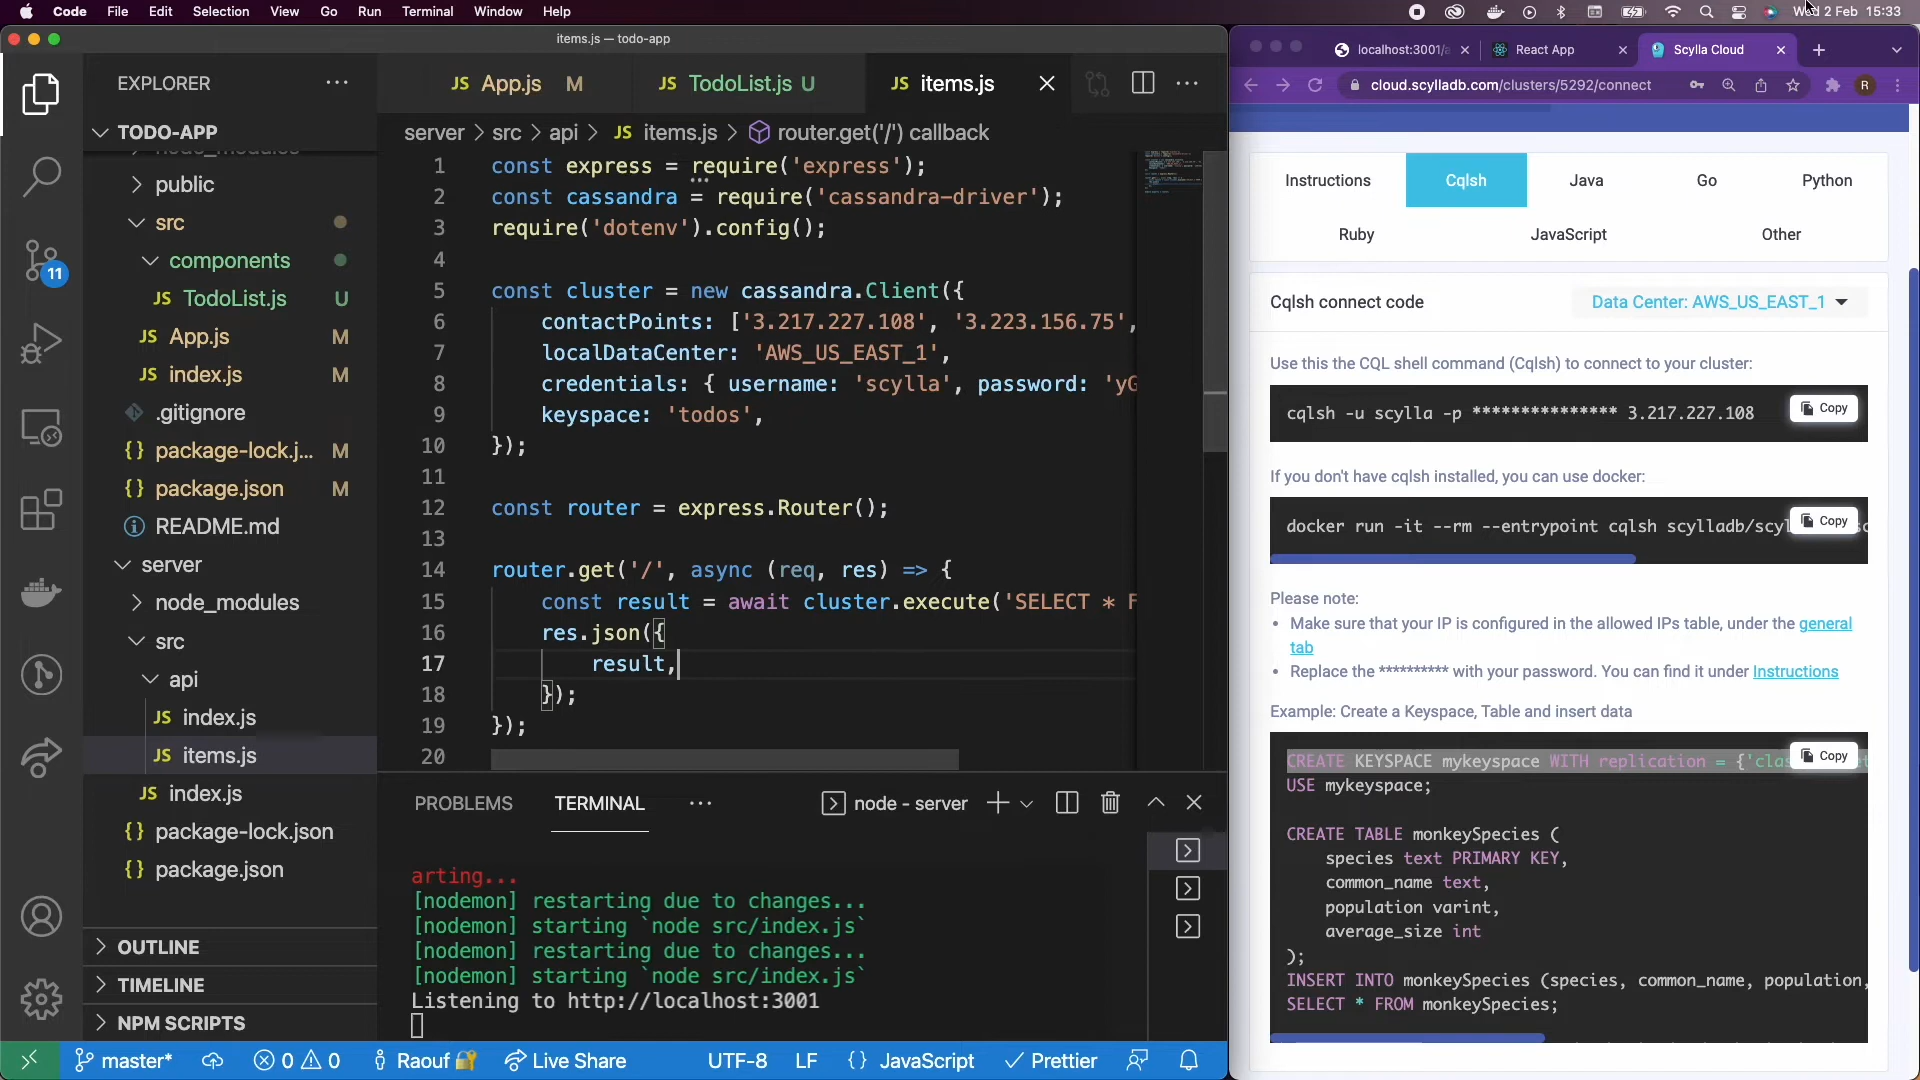 Code File Edit Selection View Go Run Terminal Window Help
Wed 2 Feb 15:33
items.js — todo-app
EXPLORER
TODO-APP
node_modules
public
src
components
JS TodoList.js U
JS App.js M
JS index.js M
.gitignore
{} package-lock.j... M
{} package.json M
README.md
server
node_modules
src
api
JS index.js
JS items.js
JS index.js
{} package-lock.json
{} package.json
OUTLINE
TIMELINE
NPM SCRIPTS
11
JS App.js M
JS TodoList.js U
JS items.js
server > src > api > JS items.js > router.get('/') callback
1 const express = require('express');
2 const cassandra = require('cassandra-driver');
3 require('dotenv').config();
4
5 const cluster = new cassandra.Client({
6 contactPoints: ['3.217.227.108', '3.223.156.75',
7 localDataCenter: 'AWS_US_EAST_1',
8 credentials: { username: 'scylla', password: 'yG
9 keyspace: 'todos',
10 });
11
12 const router = express.Router();
13
14 router.get('/', async (req, res) => {
15 const result = await cluster.execute('SELECT * F
16 res.json({
17 result,
18 });
19 });
20
PROBLEMS TERMINAL
node - server
arting...
[nodemon] restarting due to changes...
[nodemon] starting `node src/index.js`
[nodemon] restarting due to changes...
[nodemon] starting `node src/index.js`
Listening to http://localhost:3001
master* 0 0 Raouf Live Share UTF-8 LF {} JavaScript Prettier
localhost:3001/a
React App
Scylla Cloud
cloud.scylladb.com/clusters/5292/connect
R
Instructions Cqlsh Java Go Python
Ruby JavaScript Other
Cqlsh connect code
Data Center: AWS_US_EAST_1
Use this the CQL shell command (Cqlsh) to connect to your cluster:
cqlsh -u scylla -p *************** 3.217.227.108
Copy
If you don't have cqlsh installed, you can use docker:
docker run -it --rm --entrypoint cqlsh scylladb/scyl
Copy
Please note:
• Make sure that your IP is configured in the allowed IPs table, under the general
tab
• Replace the ********** with your password. You can find it under Instructions
Example: Create a Keyspace, Table and insert data
CREATE KEYSPACE mykeyspace WITH replication = {'clas
Copy
USE mykeyspace;
CREATE TABLE monkeySpecies (
species text PRIMARY KEY,
common_name text,
population varint,
average_size int
);
INSERT INTO monkeySpecies (species, common_name, population,
SELECT * FROM monkeySpecies;